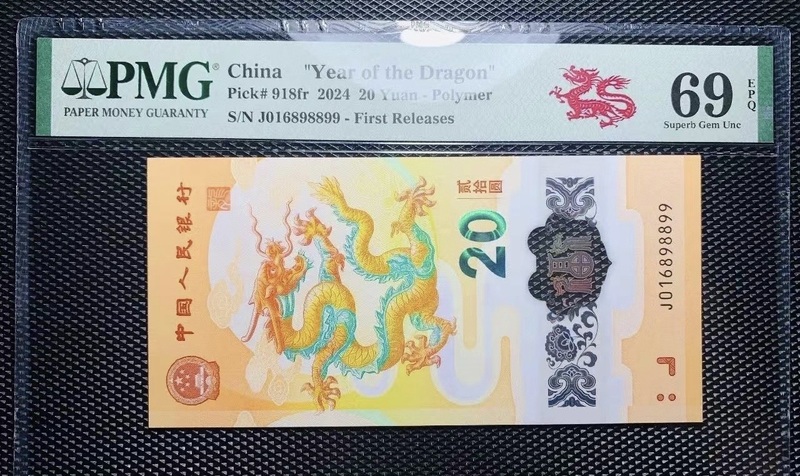 PMG
PAPER MONEY GUARANTY
China "Year of the Dragon"
Pick# 918fr 2024 20 Yuan - Polymer
S/N J016898899 - First Releases
69
EPQ
Superb Gem Unc
中国人民银行
贰拾圆
20
福
J016898899